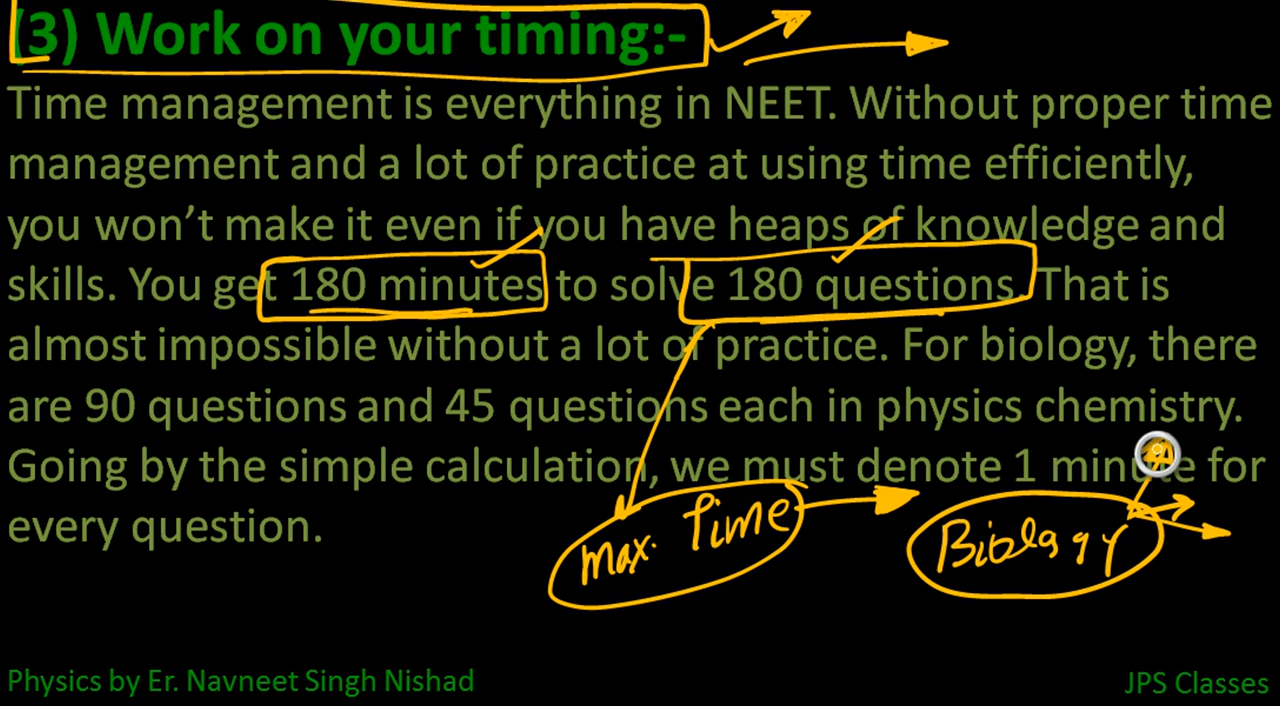 (3) Work on your timing:-
Time management is everything in NEET. Without proper time
management and a lot of practice at using time efficiently,
you won't make it even if you have heaps of knowledge and
skills. You get 180 minutes to solve 180 questions. That is
almost impossible without a lot of practice. For biology, there
are 90 questions and 45 questions each in physics chemistry.
Going by the simple calculation, we must denote 1 minute for
every question.
max. Time
Biology
Physics by Er. Navneet Singh Nishad
JPS Classes